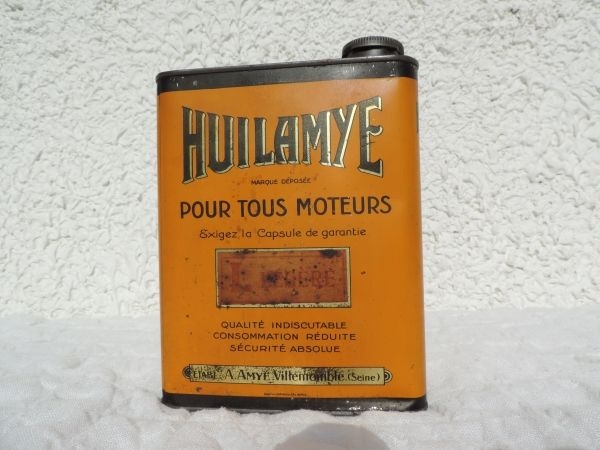 HUILAMYE
MARQUE DÉPOSÉE
POUR TOUS MOTEURS
Exigez la Capsule de garantie
QUALITÉ INDISCUTABLE
CONSOMMATION RÉDUITE
SÉCURITÉ ABSOLUE
ÉTABTS A. AMYE Villemomble (Seine)